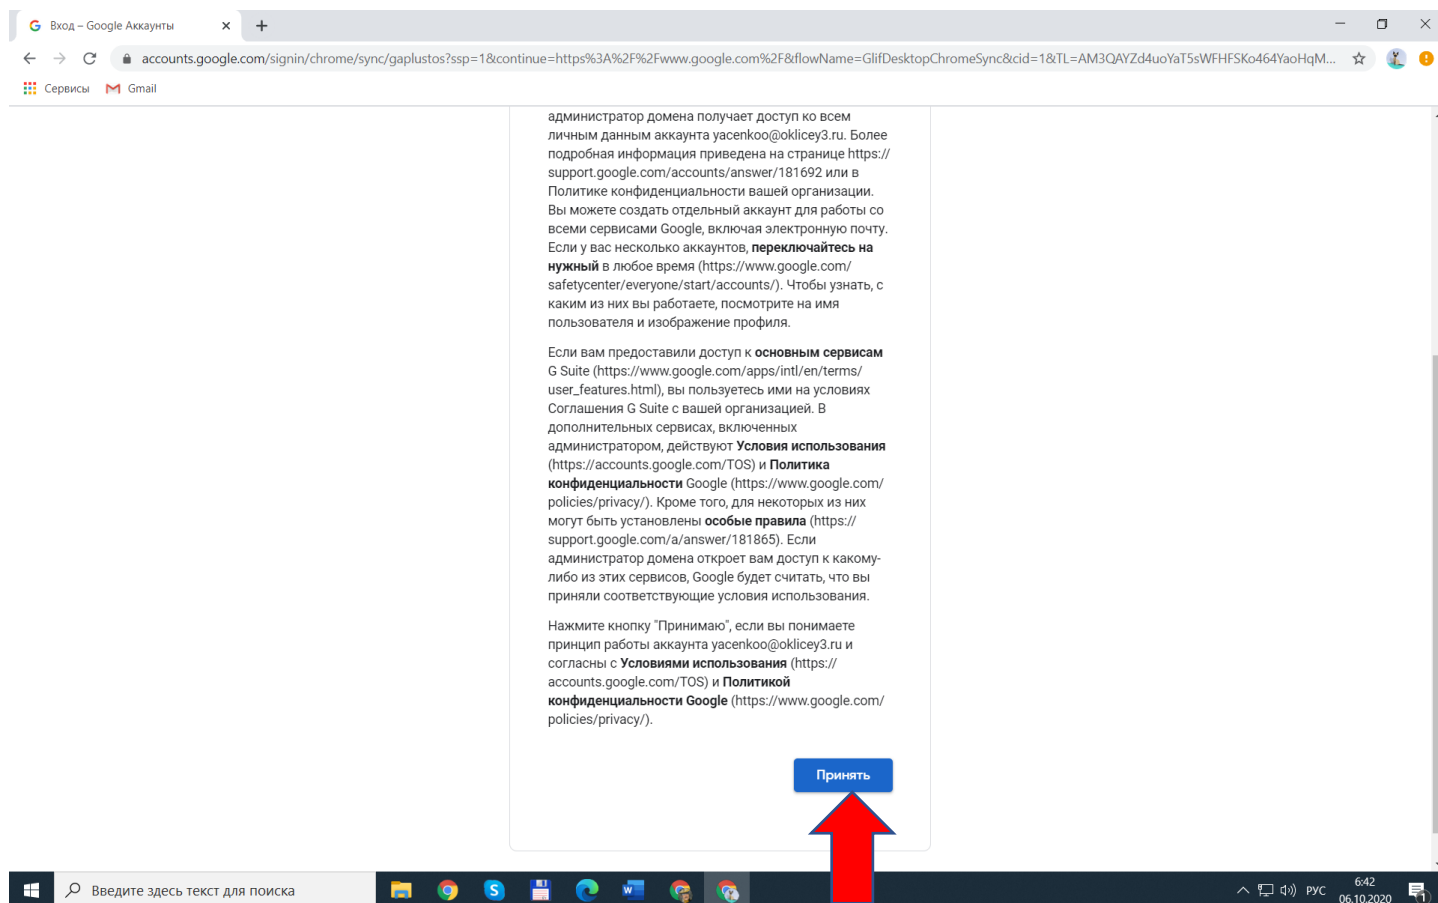 Вход – Google Аккаунты
accounts.google.com/signin/chrome/sync/gaplustos?ssp=1&continue=https%3A%2F%2Fwww.google.com%2F&flowName=GlifDesktopChromeSync&cid=1&TL=AM3QAYZd4uoYaT5sWFHFSKo464YaoHqM...
Сервисы Gmail
администратор домена получает доступ ко всем
личным данным аккаунта yacenkoo@oklicey3.ru. Более
подробная информация приведена на странице https://
support.google.com/accounts/answer/181692 или в
Политике конфиденциальности вашей организации.
Вы можете создать отдельный аккаунт для работы со
всеми сервисами Google, включая электронную почту.
Если у вас несколько аккаунтов, переключайтесь на
нужный в любое время (https://www.google.com/
safetycenter/everyone/start/accounts/). Чтобы узнать, с
каким из них вы работаете, посмотрите на имя
пользователя и изображение профиля.
Если вам предоставили доступ к основным сервисам
G Suite (https://www.google.com/apps/intl/en/terms/
user_features.html), вы пользуетесь ими на условиях
Соглашения G Suite с вашей организацией. В
дополнительных сервисах, включенных
администратором, действуют Условия использования
(https://accounts.google.com/TOS) и Политика
конфиденциальности Google (https://www.google.com/
policies/privacy/). Кроме того, для некоторых из них
могут быть установлены особые правила (https://
support.google.com/a/answer/181865). Если
администратор домена откроет вам доступ к какому-
либо из этих сервисов, Google будет считать, что вы
приняли соответствующие условия использования.
Нажмите кнопку "Принимаю", если вы понимаете
принцип работы аккаунта yacenkoo@oklicey3.ru и
согласны с Условиями использования (https://
accounts.google.com/TOS) и Политикой
конфиденциальности Google (https://www.google.com/
policies/privacy/).
Принять
Введите здесь текст для поиска
РУС
6:42
06.10.2020